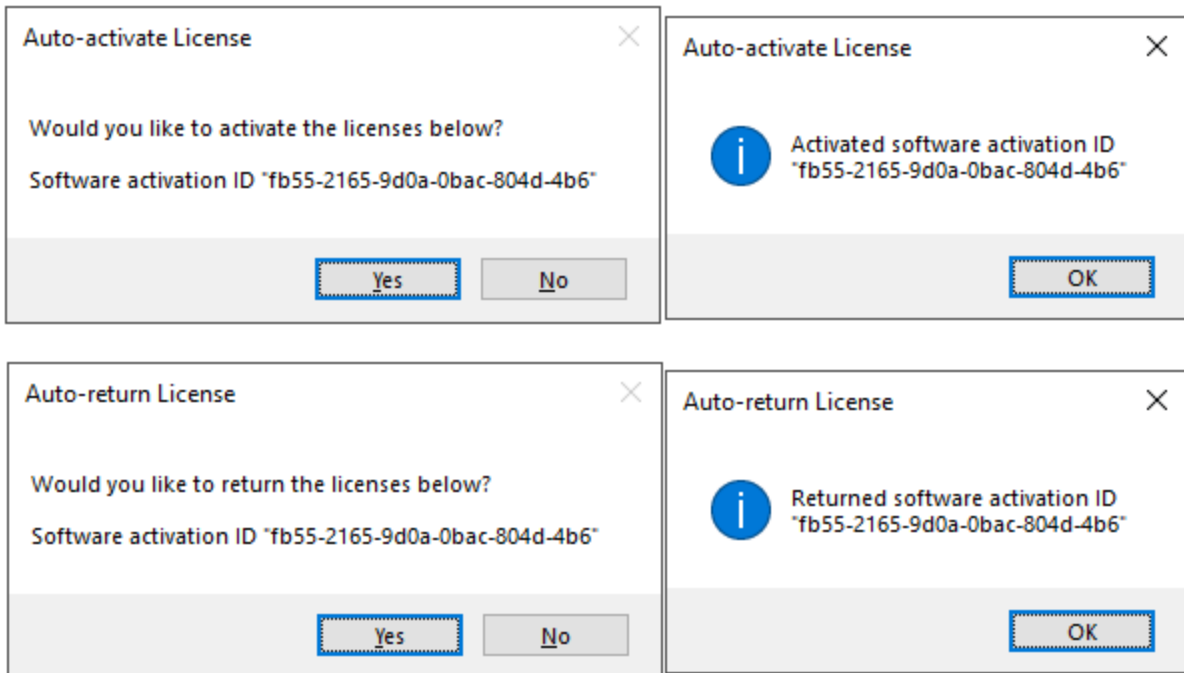 Auto-activate License
Would you like to activate the licenses below?
Software activation ID "fb55-2165-9d0a-0bac-804d-4b6"
Yes
No
Auto-activate License
Activated software activation ID
"fb55-2165-9d0a-0bac-804d-4b6"
OK
Auto-return License
Would you like to return the licenses below?
Software activation ID "fb55-2165-9d0a-0bac-804d-4b6"
Yes
No
Auto-return License
Returned software activation ID
"fb55-2165-9d0a-0bac-804d-4b6"
OK